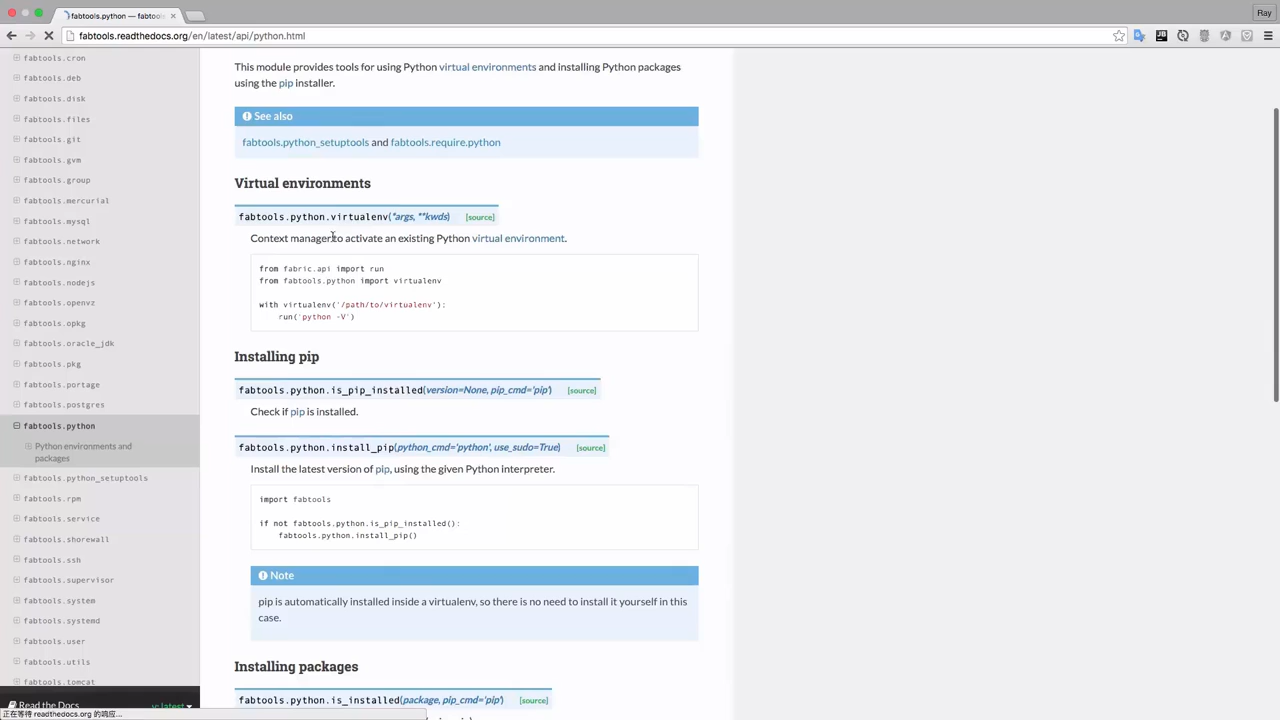 fabtools.python — fabtoo
Ray
fabtools.readthedocs.org/en/latest/api/python.html
fabtools.cron
fabtools.deb
fabtools.disk
fabtools.files
fabtools.git
fabtools.gvm
fabtools.group
fabtools.mercurial
fabtools.mysql
fabtools.network
fabtools.nginx
fabtools.nodejs
fabtools.openvz
fabtools.opkg
fabtools.oracle_jdk
fabtools.pkg
fabtools.portage
fabtools.postgres
fabtools.python
Python environments and
packages
fabtools.python_setuptools
fabtools.rpm
fabtools.service
fabtools.shorewall
fabtools.ssh
fabtools.supervisor
fabtools.system
fabtools.systemd
fabtools.user
fabtools.utils
fabtools.tomcat
Read the Docs
v: latest
正在等待 readthedocs.org 的响应...
This module provides tools for using Python virtual environments and installing Python packages
using the pip installer.
See also
fabtools.python_setuptools and fabtools.require.python
Virtual environments
fabtools.python.virtualenv(*args, **kwds) [source]
Context manager to activate an existing Python virtual environment.
from fabric.api import run
from fabtools.python import virtualenv
with virtualenv('/path/to/virtualenv'):
run('python -V')
Installing pip
fabtools.python.is_pip_installed(version=None, pip_cmd='pip') [source]
Check if pip is installed.
fabtools.python.install_pip(python_cmd='python', use_sudo=True) [source]
Install the latest version of pip, using the given Python interpreter.
import fabtools
if not fabtools.python.is_pip_installed():
fabtools.python.install_pip()
Note
pip is automatically installed inside a virtualenv, so there is no need to install it yourself in this
case.
Installing packages
fabtools.python.is_installed(package, pip_cmd='pip') [source]